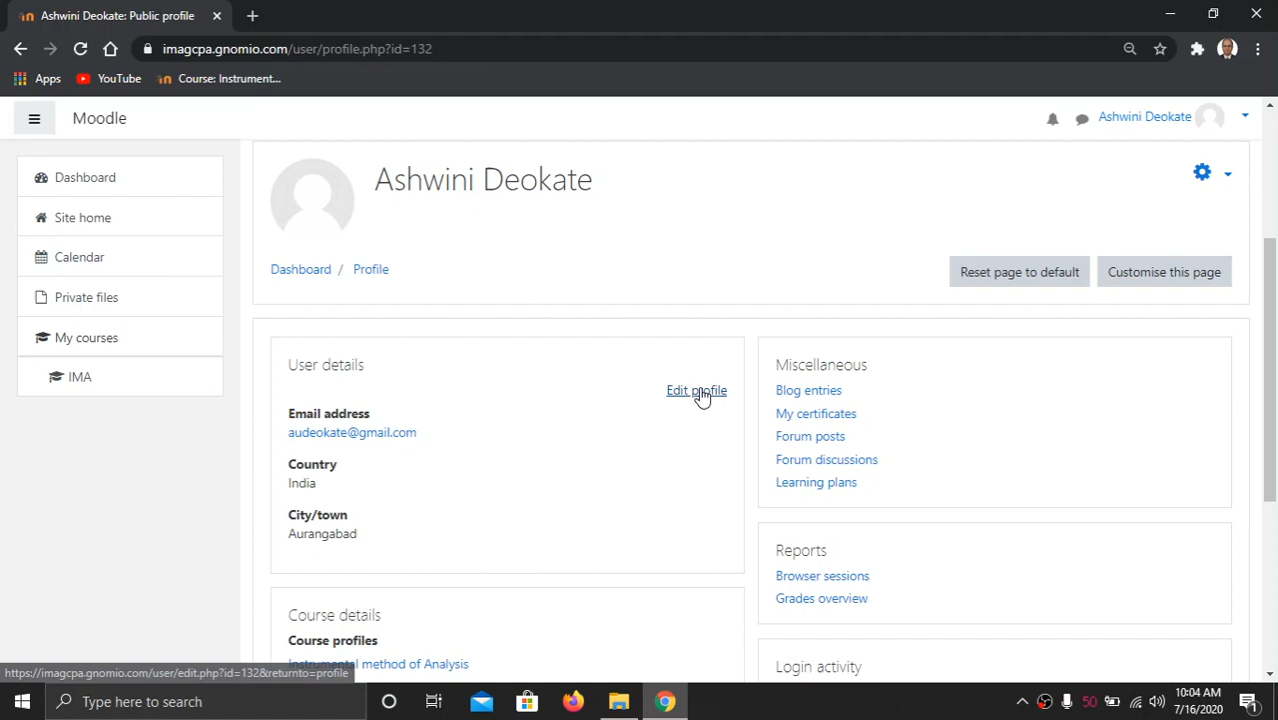 Ashwini Deokate: Public profile
imagcpa.gnomio.com/user/profile.php?id=132
Apps YouTube Course: Instrument...
Moodle
Ashwini Deokate
Dashboard
Site home
Calendar
Private files
My courses
IMA
Ashwini Deokate
Dashboard / Profile
Reset page to default
Customise this page
User details
Edit profile
Email address
audeokate@gmail.com
Country
India
City/town
Aurangabad
Course details
Course profiles
Instrumental method of Analysis
Miscellaneous
Blog entries
My certificates
Forum posts
Forum discussions
Learning plans
Reports
Browser sessions
Grades overview
Login activity
https://imagcpa.gnomio.com/user/edit.php?id=132&returnto=profile
Type here to search
50
10:04 AM
7/16/2020
1